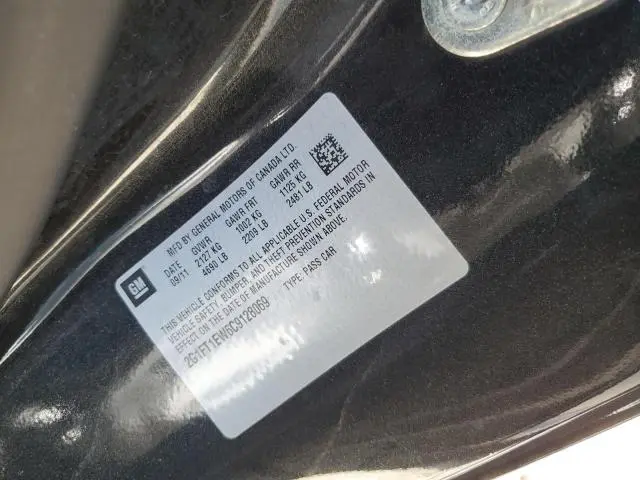 GM
MFD BY GENERAL MOTORS OF CANADA LTD.
DATE GVWR GAWR FRT GAWR RR
09/11 2127 KG 1002 KG 1125 KG
4690 LB 2209 LB 2481 LB
THIS VEHICLE CONFORMS TO ALL APPLICABLE U.S. FEDERAL MOTOR
VEHICLE SAFETY, BUMPER, AND THEFT PREVENTION STANDARDS IN
EFFECT ON THE DATE OF MANUFACTURE SHOWN ABOVE.
2G1FT1EW6C9128069 TYPE: PASS CAR